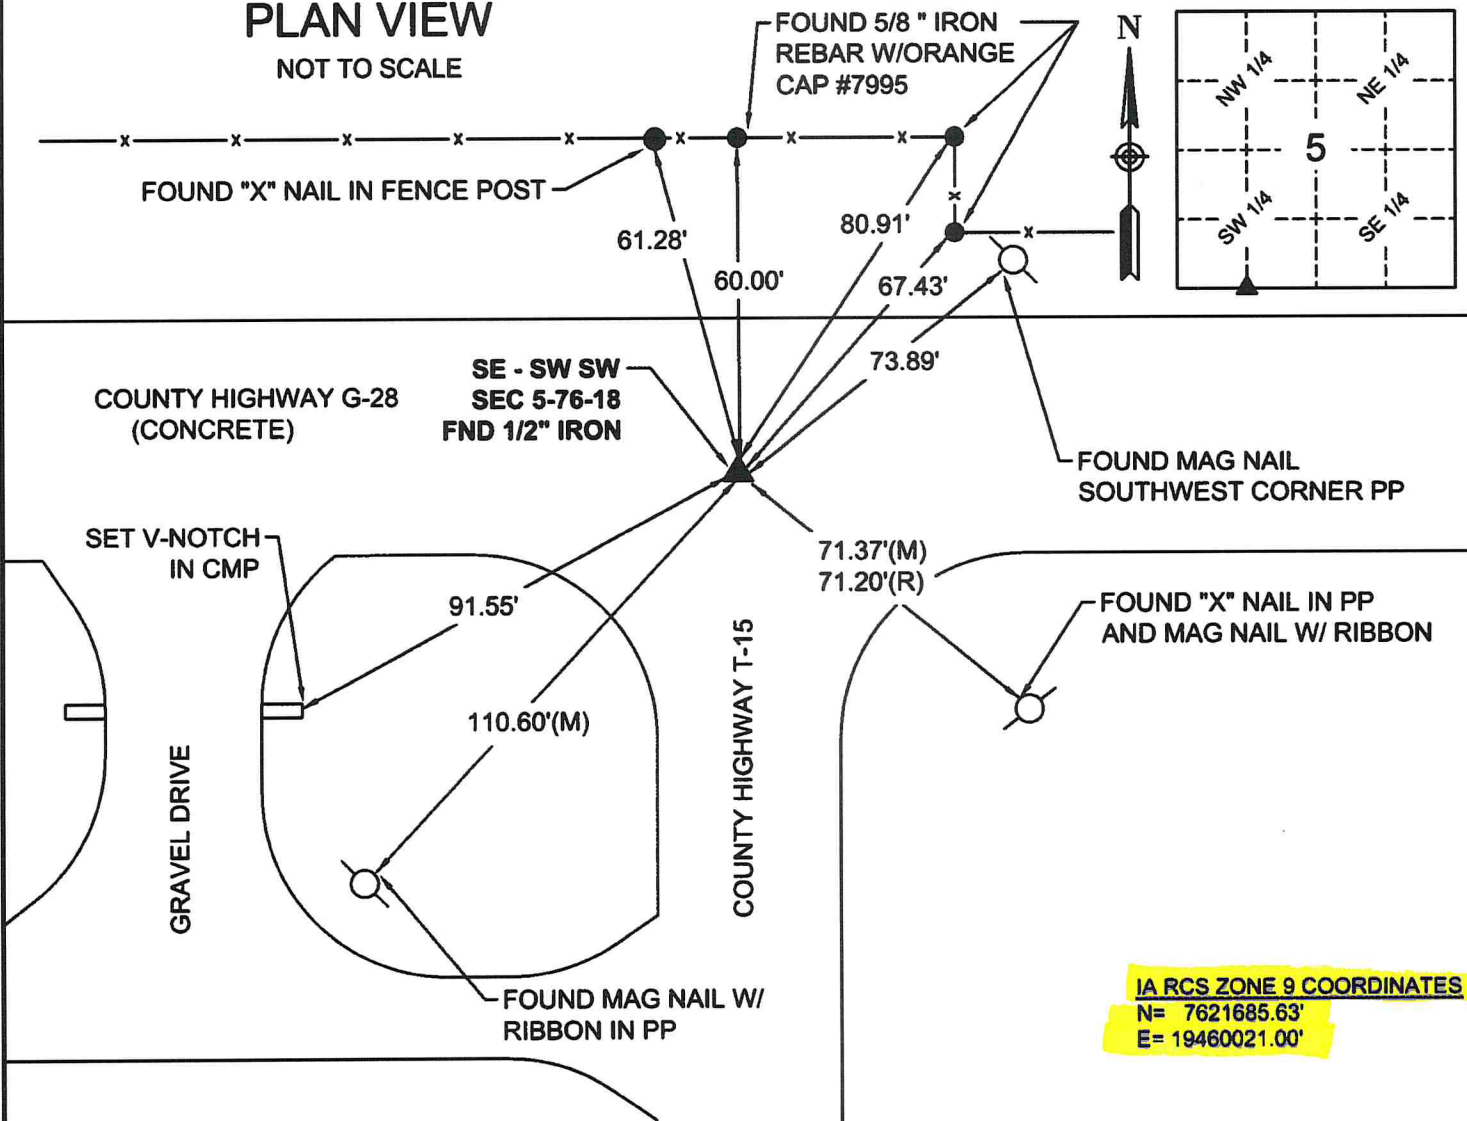 PLAN VIEW
NOT TO SCALE
FOUND 5/8 " IRON
REBAR W/ORANGE
CAP #7995
N
NW 1/4
NE 1/4
5
SW 1/4
SE 1/4
x x x x x x x x
FOUND "X" NAIL IN FENCE POST
x
x
61.28'
60.00'
80.91'
67.43'
73.89'
SE - SW SW
SEC 5-76-18
FND 1/2" IRON
COUNTY HIGHWAY G-28
(CONCRETE)
FOUND MAG NAIL
SOUTHWEST CORNER PP
SET V-NOTCH
IN CMP
91.55'
71.37'(M)
71.20'(R)
FOUND "X" NAIL IN PP
AND MAG NAIL W/ RIBBON
110.60'(M)
COUNTY HIGHWAY T-15
GRAVEL DRIVE
FOUND MAG NAIL W/
RIBBON IN PP
IA RCS ZONE 9 COORDINATES
N= 7621685.63'
E= 19460021.00'